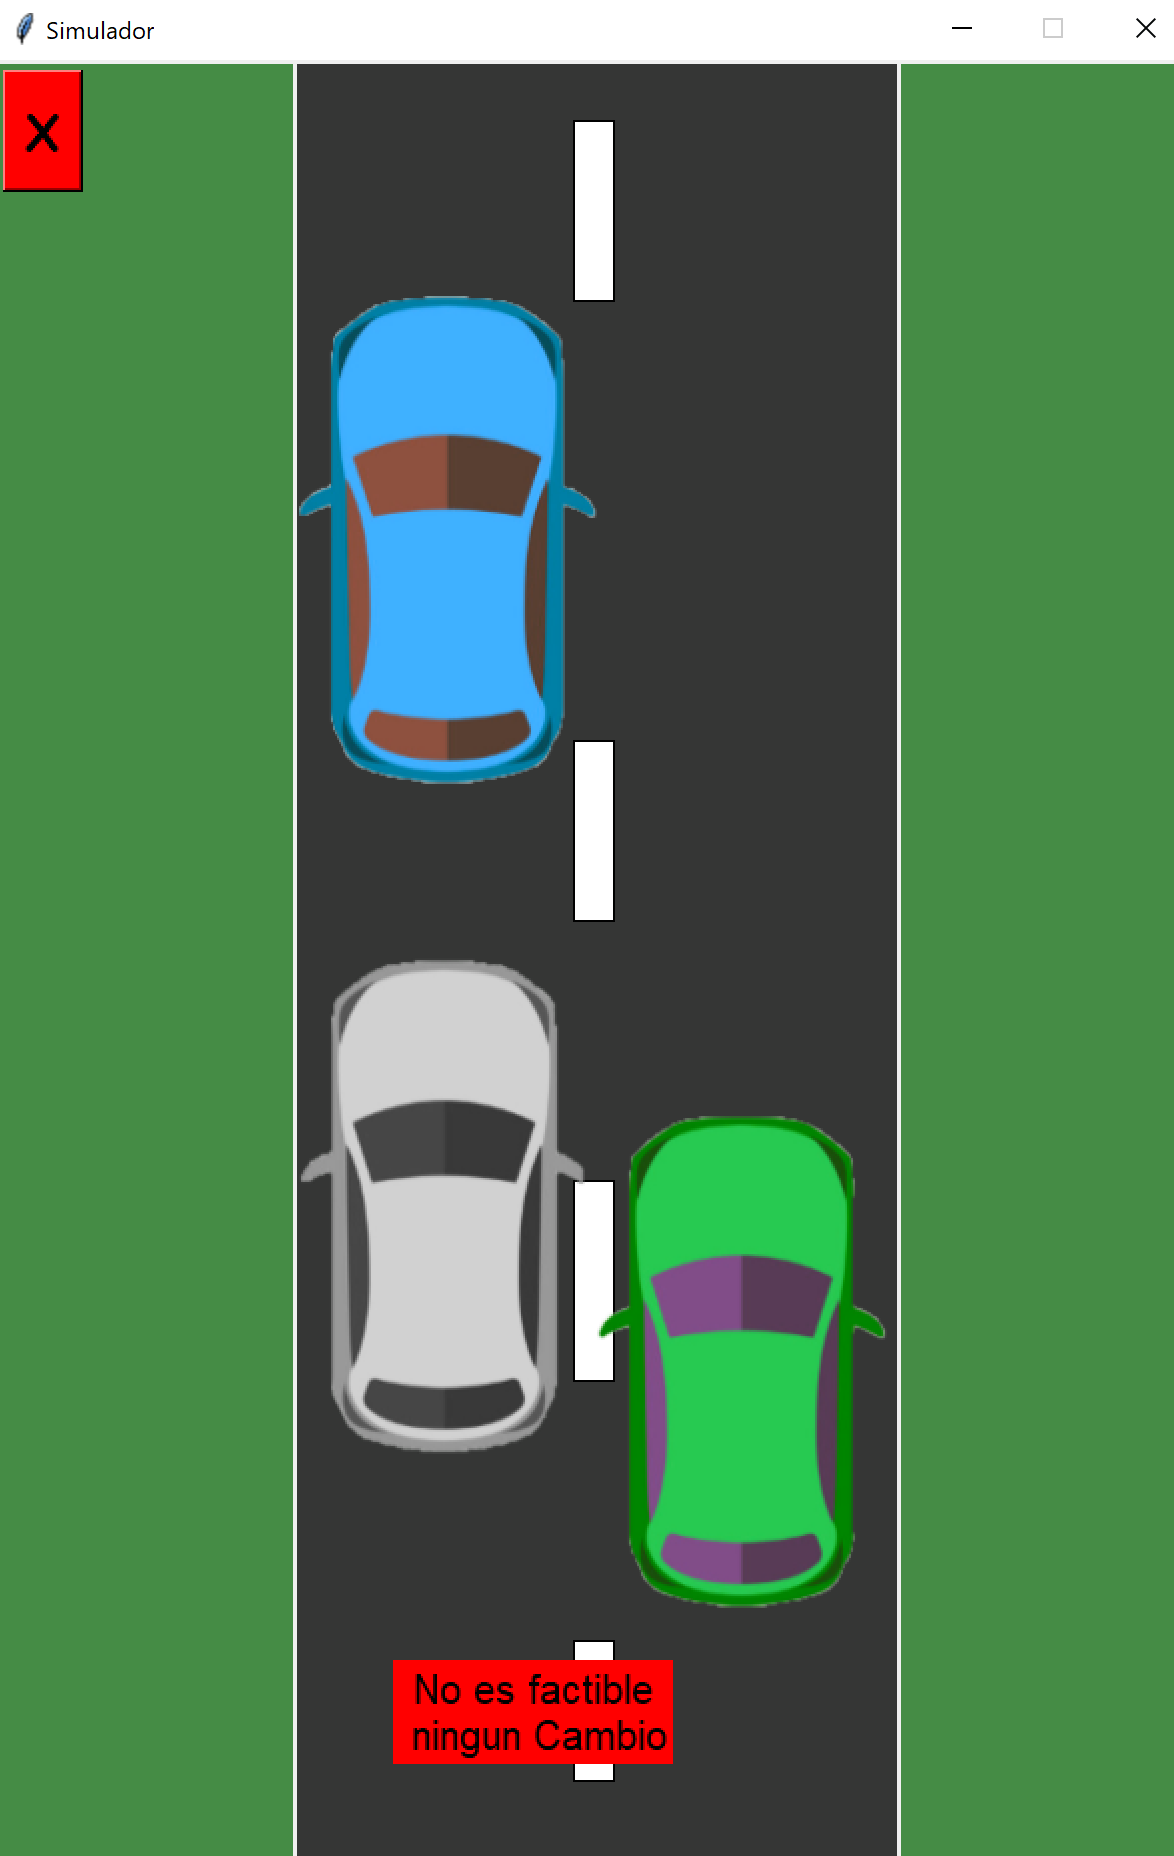 Simulador
X
No es factible
ningun Cambio